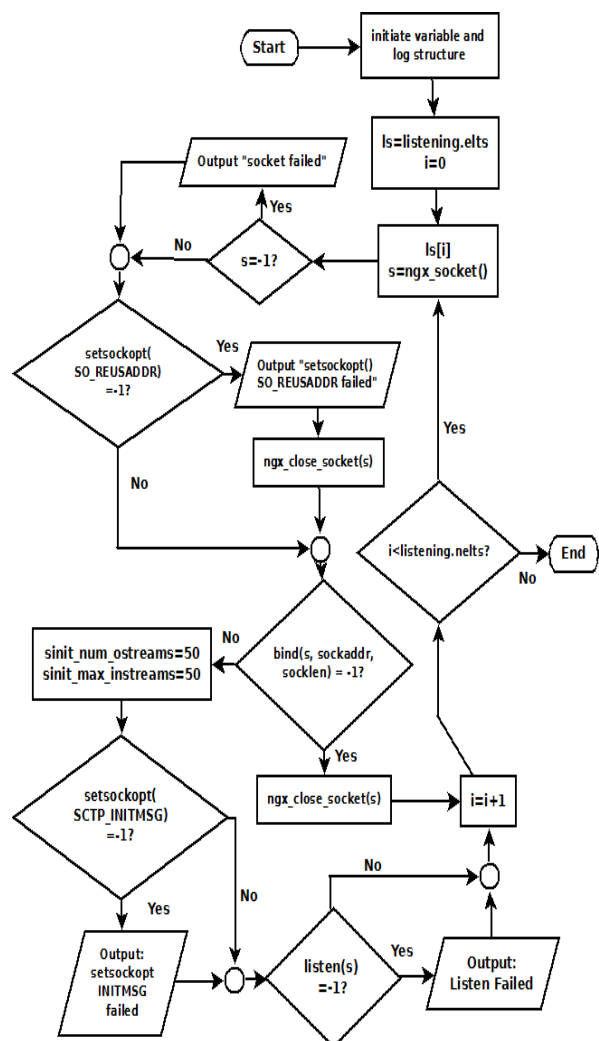 Start
initiate variable and
log structure
ls=listening.elts
i=0
ls[i]
s=ngx_socket()
s=-1?
Yes
Output "socket failed"
No
setsockopt(
SO_REUSADDR)
=-1?
Yes
Output "setsockopt()
SO_REUSADDR failed"
ngx_close_socket(s)
No
bind(s, sockaddr,
socklen) = -1?
No
sinit_num_ostreams=50
sinit_max_instreams=50
Yes
ngx_close_socket(s)
i=i+1
setsockopt(
SCTP_INITMSG)
=-1?
Yes
No
Output:
setsockopt
INITMSG
failed
listen(s)
=-1?
No
Yes
Output:
Listen Failed
i<listening.nelts?
Yes
No
End